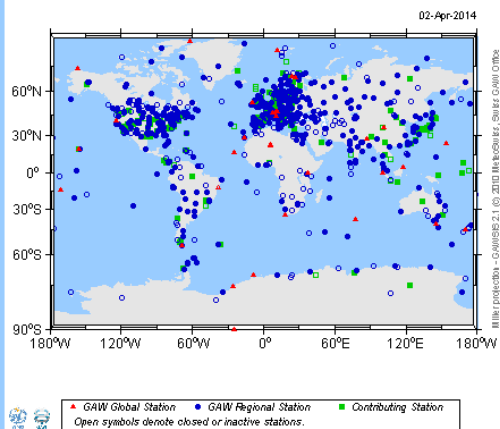 02-Apr-2014
60°N
30°N
0°
30°S
60°S
90°S
180°W 120°W 60°W 0° 60°E 120°E 180°W
Miller projection - GAWSIS 2.1 (c) 2010 MeteoSwiss, Swiss GAW Office
GAW Global Station GAW Regional Station Contributing Station
Open symbols denote closed or inactive stations.